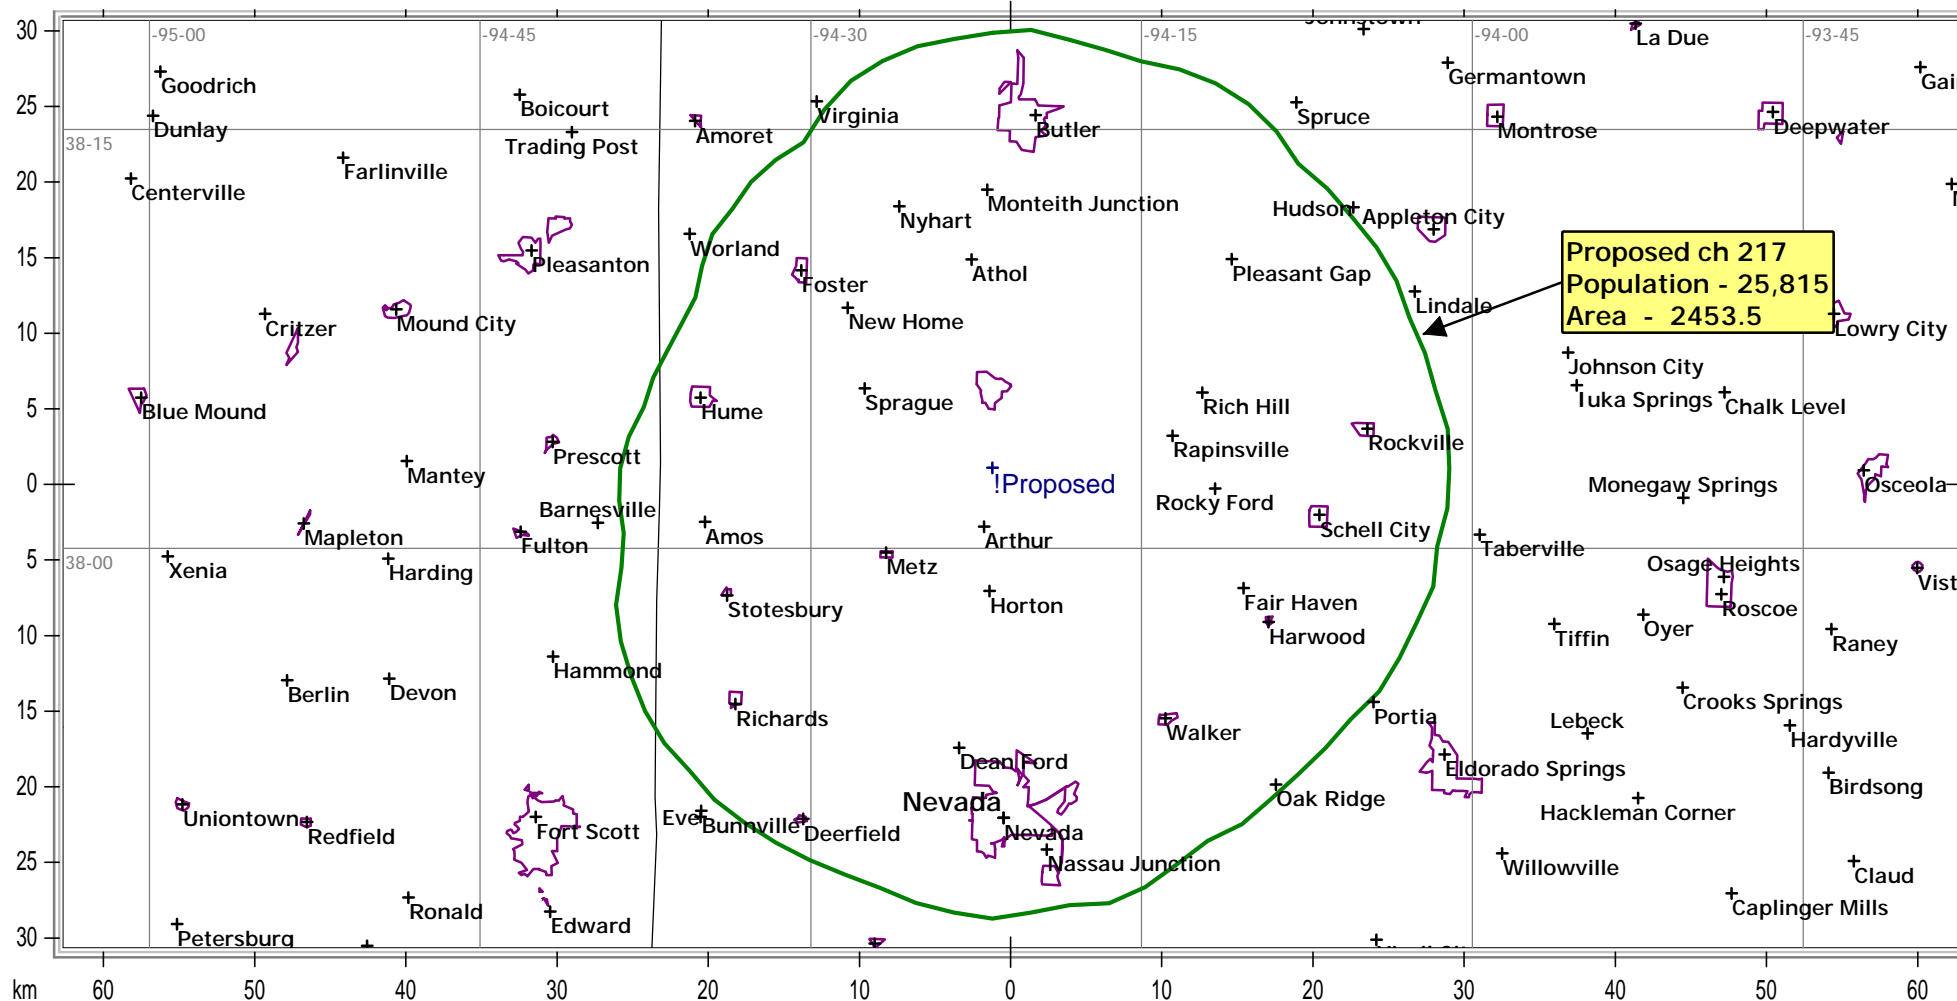 30
-95-00
-94-45
-94-30
-94-15
-94-00
-93-45
Johnstown
La Due
Goodrich
Boicourt
Germantown
25
Dunlay
Trading Post
Amoret
Virginia
Butler
Spruce
Montrose
Deepwater
38-15
Farlinville
20
Centerville
Nyhart
Monteith Junction
Hudson
Appleton City
15
Pleasanton
Worland
Foster
Athol
Pleasant Gap
Proposed ch 217
Population - 25,815
Area - 2453.5
Lindale
10
Critzer
Mound City
New Home
Lowry City
Johnson City
5
Blue Mound
Hume
Sprague
Rich Hill
Iuka Springs
Chalk Level
Prescott
Rapinsville
Rockville
0
Mantey
!Proposed
Rocky Ford
Monegaw Springs
Osceola
Barnesville
Mapleton
Fulton
Amos
Arthur
Schell City
5
38-00
Xenia
Harding
Metz
Taberville
Osage Heights
Stotesbury
Horton
Fair Haven
Roscoe
10
Harwood
Tiffin
Oyer
Raney
Hammond
Berlin
Devon
15
Richards
Walker
Portia
Crooks Springs
Lebeck
Hardyville
Dean Ford
Eldorado Springs
20
Nevada
Oak Ridge
Birdsong
Uniontown
Redfield
Fort Scott
Eve
Bunnville
Deerfield
Nevada
Hackleman Corner
25
Nassau Junction
Willowville
Claud
Ronald
Edward
Caplinger Mills
30
Petersburg
km
60
50
40
30
20
10
0
10
20
30
40
50
60